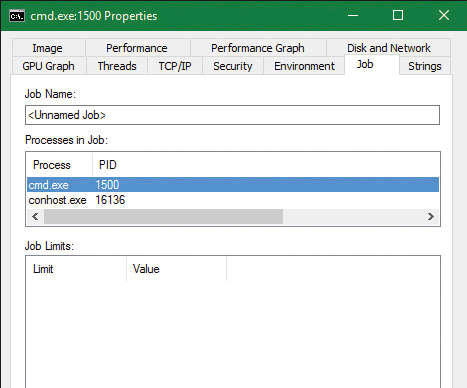 cmd.exe:1500 Properties
Image Performance Performance Graph Disk and Network
GPU Graph Threads TCP/IP Security Environment Job Strings
Job Name:
<Unnamed Job>
Processes in Job:
Process PID
cmd.exe 1500
conhost.exe 16136
Job Limits:
Limit Value